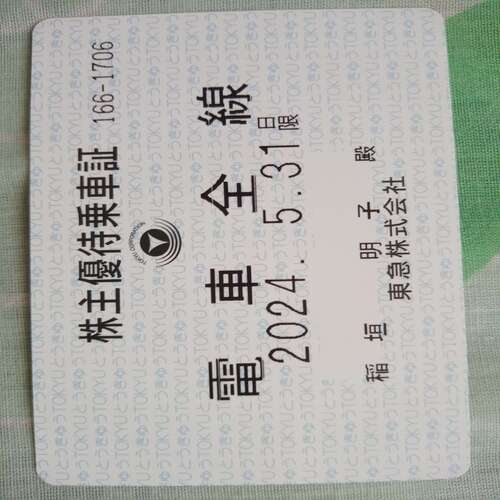 株主優待乗車証 166-1706
電車全線
2024. 5.31日限
稲垣 明子 殿
東急株式会社